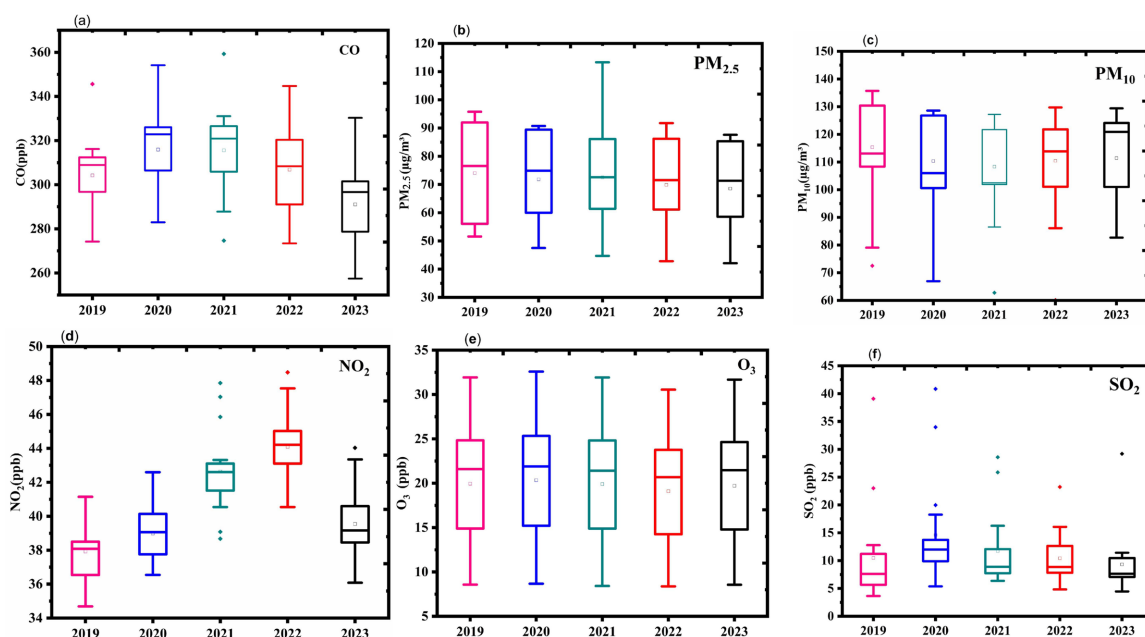 (a)
CO
CO(ppb)
360
340
320
300
280
260
2019 2020 2021 2022 2023
(b)
PM2.5
PM2.5(µg/m³)
120
110
100
90
80
70
60
50
40
30
2019 2020 2021 2022 2023
(c)
PM10
PM10(µg/m³)
150
140
130
120
110
100
90
80
70
60
2019 2020 2021 2022 2023
(d)
NO2
NO2(ppb)
50
48
46
44
42
40
38
36
34
2019 2020 2021 2022 2023
(e)
O3
O3 (ppb)
35
30
25
20
15
10
5
2019 2020 2021 2022 2023
(f)
SO2
SO2 (ppb)
45
40
35
30
25
20
15
10
5
0
2019 2020 2021 2022 2023